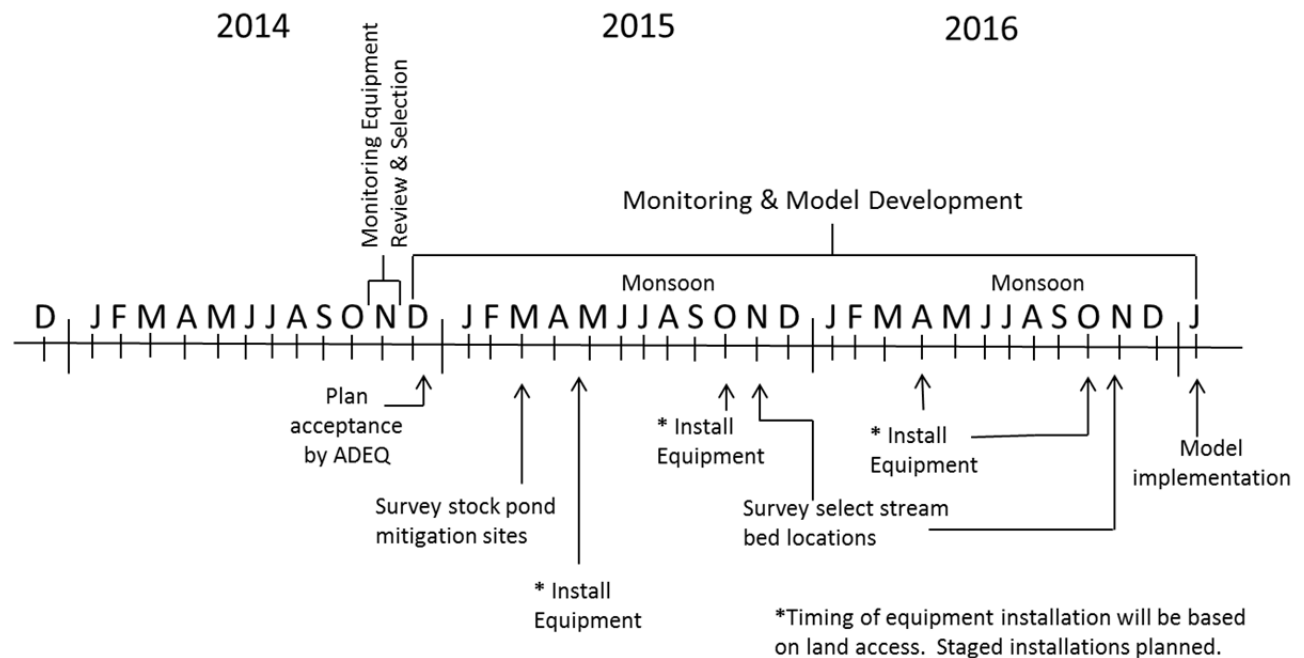 2014
2015
2016
Monitoring Equipment
Review & Selection
Monitoring & Model Development
Monsoon
Monsoon
D J F M A M J J A S O N D J F M A M J J A S O N D J F M A M J J A S O N D J
Plan
acceptance
by ADEQ
* Install
Equipment
* Install
Equipment
Model
implementation
Survey stock pond
mitigation sites
Survey select stream
bed locations
* Install
Equipment
*Timing of equipment installation will be based
on land access. Staged installations planned.